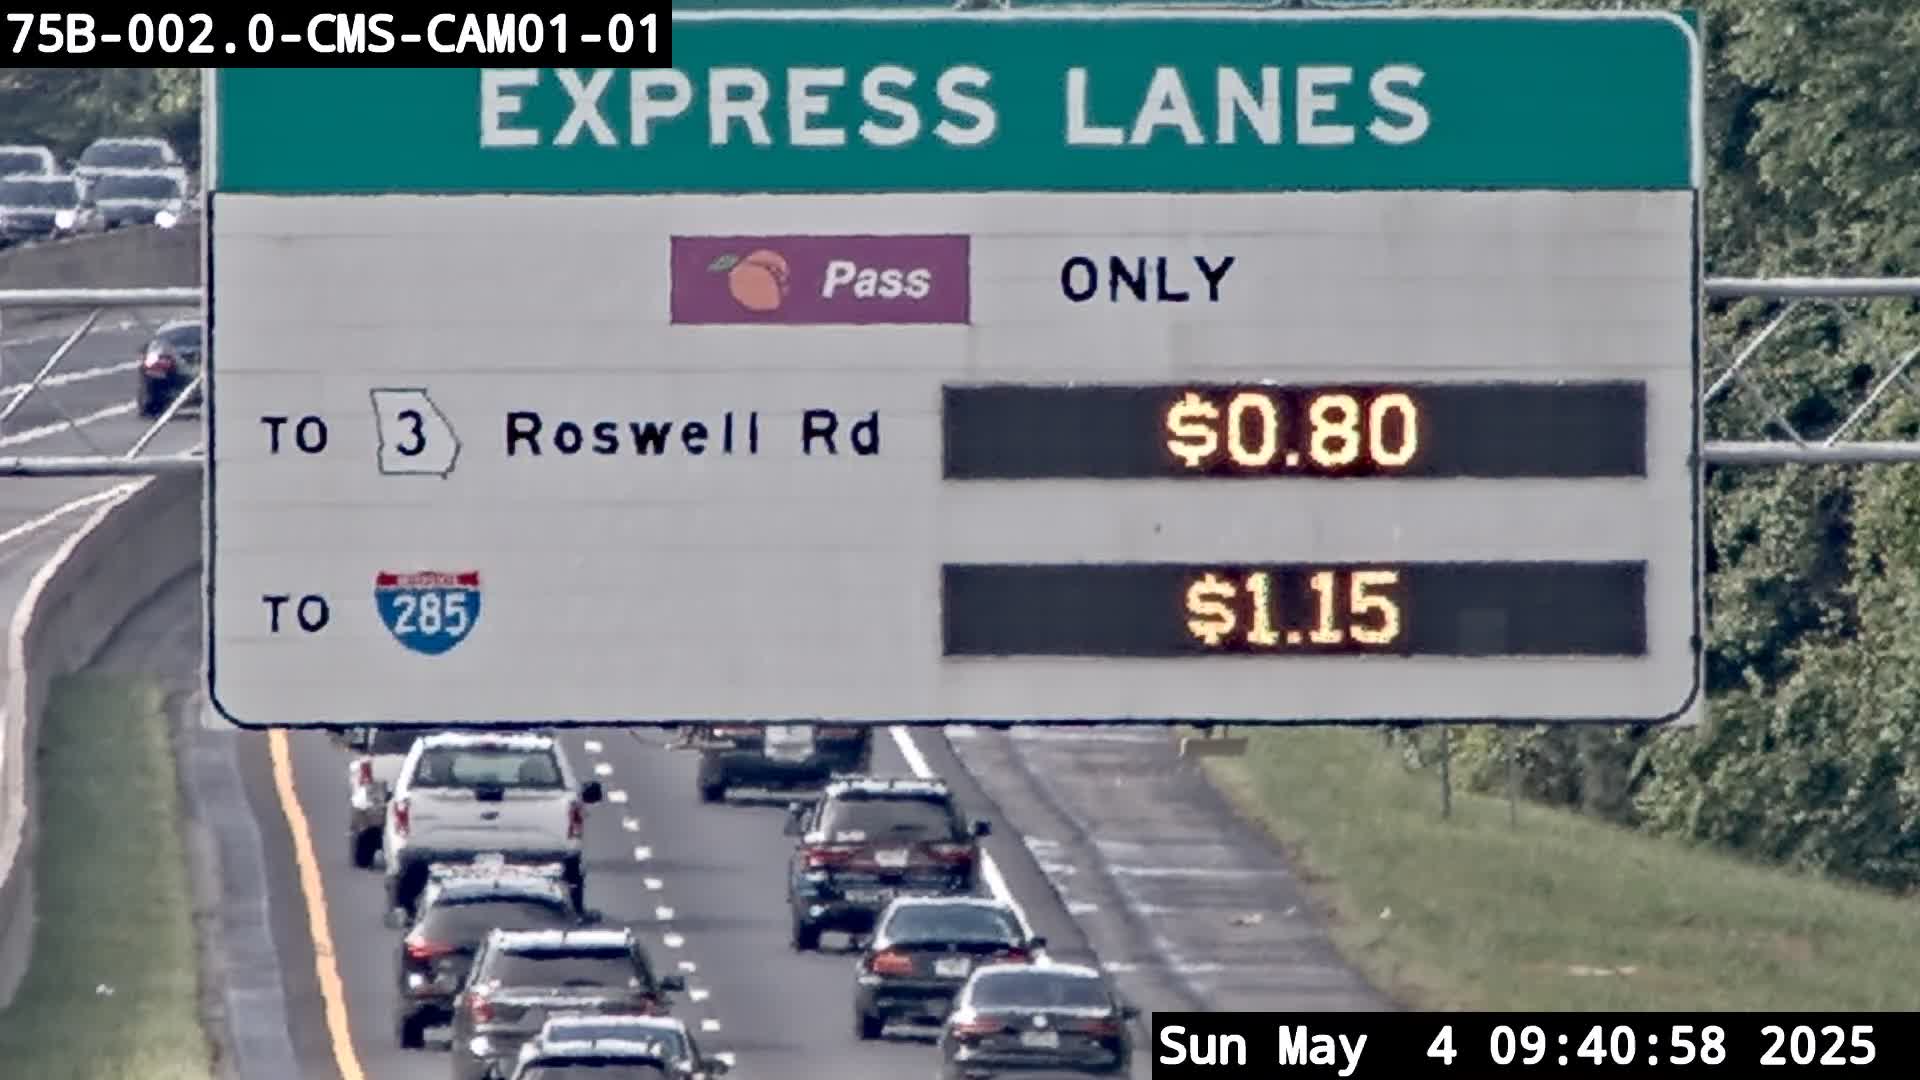 75B-002.0-CMS-CAM01-01
EXPRESS LANES
Pass ONLY
TO 3 Roswell Rd $0.80
TO 285 $1.15
Sun May 4 09:40:58 2025